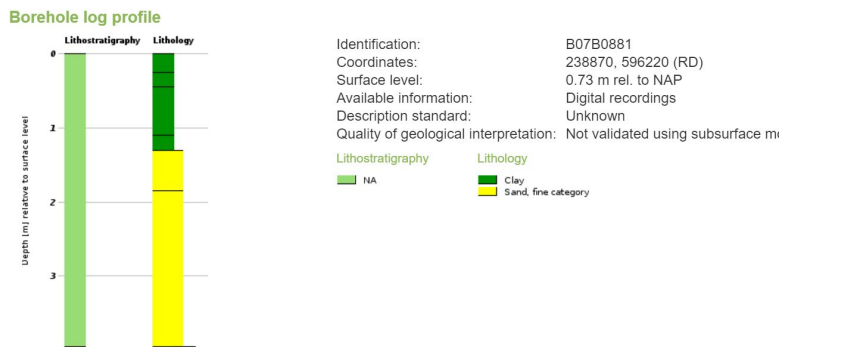 Borehole log profile
Lithostratigraphy Lithology
0
1
2
3
Depth [m] relative to surface level
Identification: B07B0881
Coordinates: 238870, 596220 (RD)
Surface level: 0.73 m rel. to NAP
Available information: Digital recordings
Description standard: Unknown
Quality of geological interpretation: Not validated using subsurface
Lithostratigraphy Lithology
NA Clay
Sand, fine category